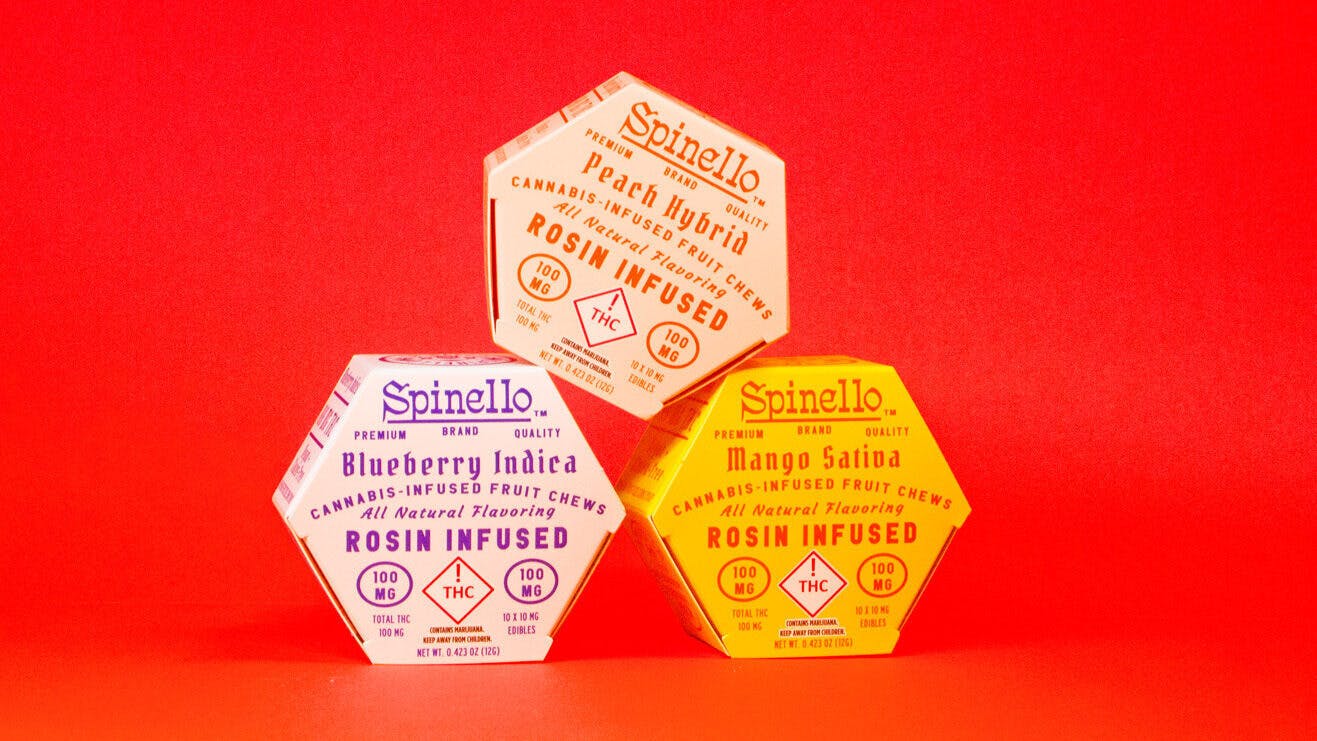 Spinello™
PREMIUM BRAND QUALITY
Peach Hybrid
CANNABIS-INFUSED FRUIT CHEWS
All Natural Flavoring
ROSIN INFUSED
100 MG
!
THC
100 MG
TOTAL THC
100 MG
CONTAINS MARIJUANA.
KEEP AWAY FROM CHILDREN.
10 X 10 MG
EDIBLES
NET WT. 0.423 OZ (12G)
Spinello™
PREMIUM BRAND QUALITY
Blueberry Indica
CANNABIS-INFUSED FRUIT CHEWS
All Natural Flavoring
ROSIN INFUSED
100 MG
!
THC
100 MG
TOTAL THC
100 MG
CONTAINS MARIJUANA.
KEEP AWAY FROM CHILDREN.
10 X 10 MG
EDIBLES
NET WT. 0.423 OZ (12G)
Spinello™
PREMIUM BRAND QUALITY
Mango Sativa
CANNABIS-INFUSED FRUIT CHEWS
All Natural Flavoring
ROSIN INFUSED
100 MG
!
THC
100 MG
TOTAL THC
100 MG
CONTAINS MARIJUANA.
KEEP AWAY FROM CHILDREN.
10 X 10 MG
EDIBLES
NET WT. 0.423 OZ (12G)